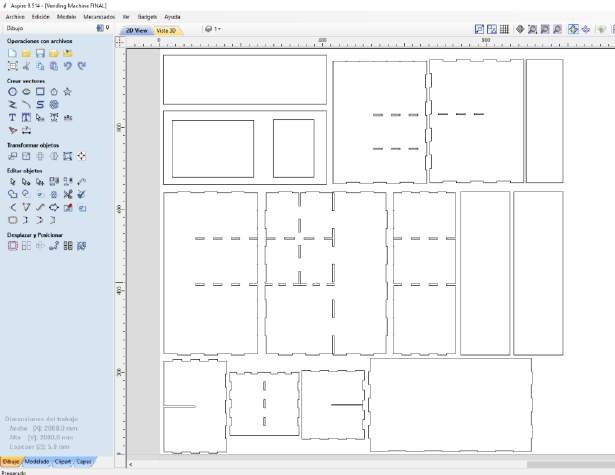 Aspire 9.514 - [Vending Machine FINAL]
Archivo Edición Modelo Mecanizados Ver Gadgets Ayuda
Dibujo
2D View Vista 3D
1
Operaciones con archivos
Crear vectores
Transformar objetos
Editar objetos
Desplazar y Posicionar
Dimensiones del trabajo
Dibujo Modelado Clipart Capas
Preparado